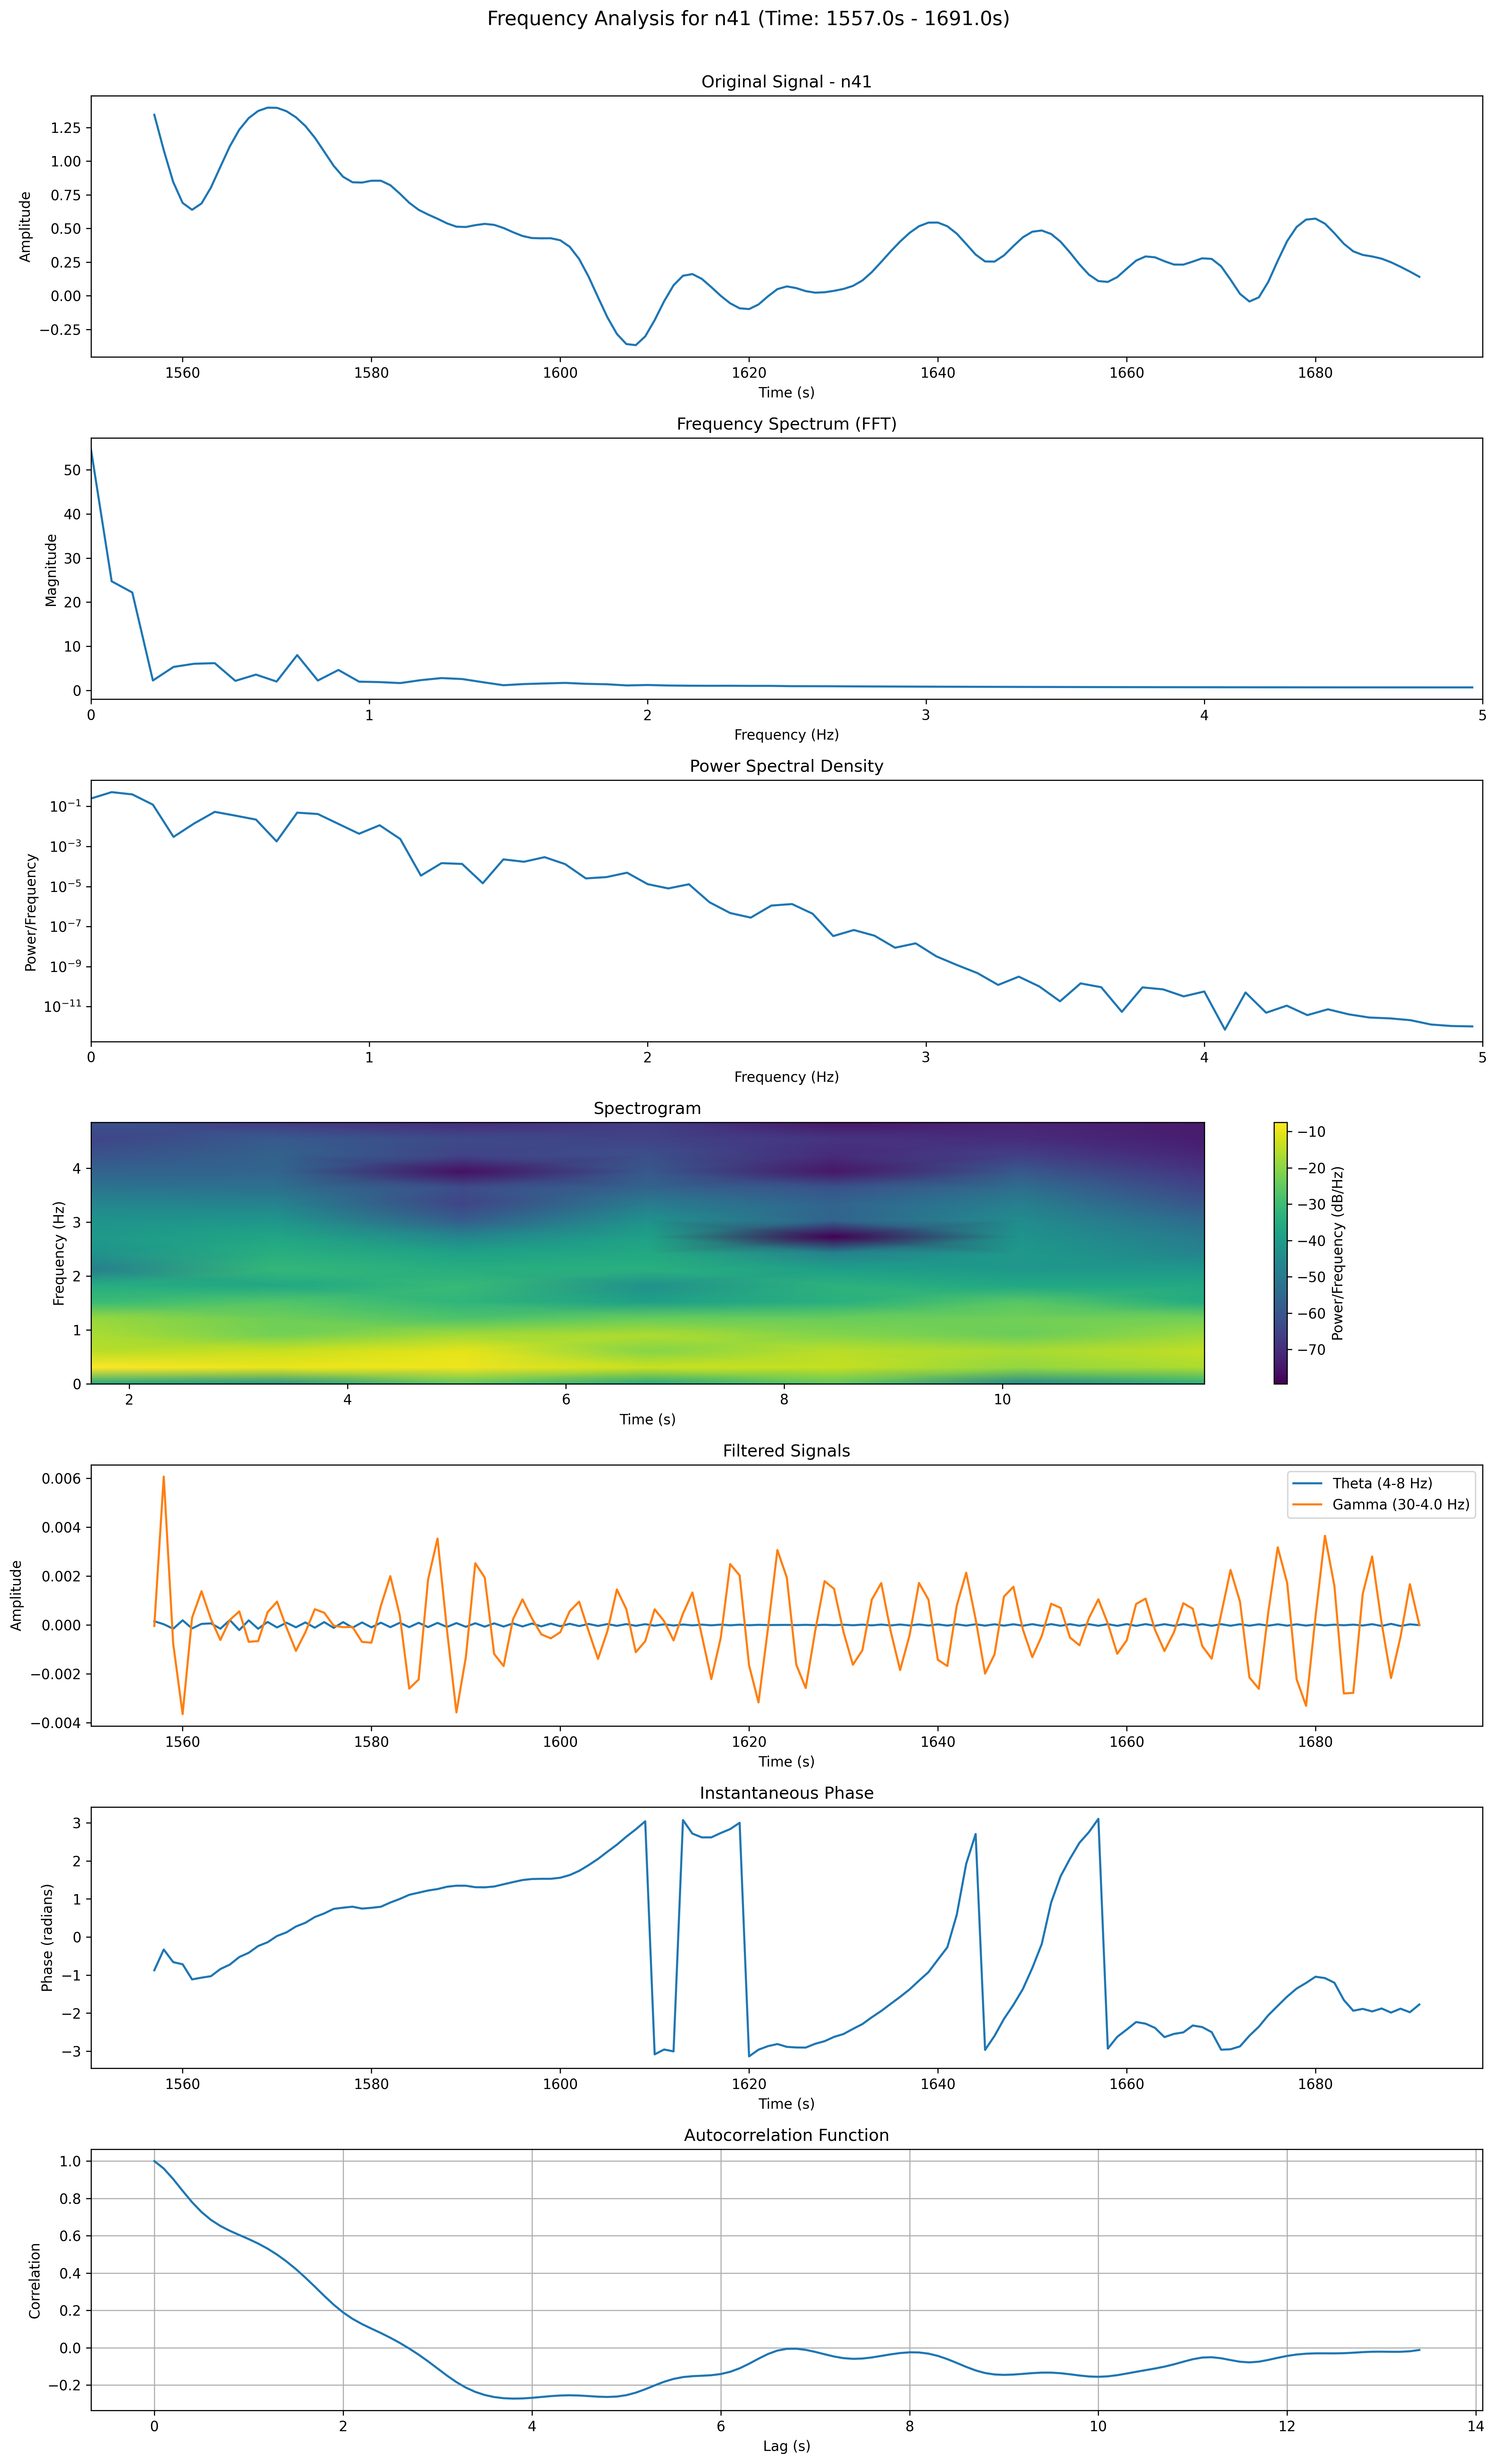 Frequency Analysis for n41 (Time: 1557.0s - 1691.0s)
Original Signal - n41
Amplitude
1.25
1.00
0.75
0.50
0.25
0.00
−0.25
1560 1580 1600 1620 1640 1660 1680
Time (s)
Frequency Spectrum (FFT)
Magnitude
50
40
30
20
10
0
0 1 2 3 4 5
Frequency (Hz)
Power Spectral Density
Power/Frequency
10⁻¹
10⁻³
10⁻⁵
10⁻⁷
10⁻⁹
10⁻¹¹
0 1 2 3 4 5
Frequency (Hz)
Spectrogram
Frequency (Hz)
4
3
2
1
0
2 4 6 8 10
Time (s)
−10
−20
−30
−40
−50
−60
−70
Power/Frequency (dB/Hz)
Filtered Signals
Amplitude
0.006
0.004
0.002
0.000
−0.002
−0.004
Theta (4-8 Hz)
Gamma (30-4.0 Hz)
1560 1580 1600 1620 1640 1660 1680
Time (s)
Instantaneous Phase
Phase (radians)
3
2
1
0
−1
−2
−3
1560 1580 1600 1620 1640 1660 1680
Time (s)
Autocorrelation Function
Correlation
1.0
0.8
0.6
0.4
0.2
0.0
−0.2
0 2 4 6 8 10 12 14
Lag (s)